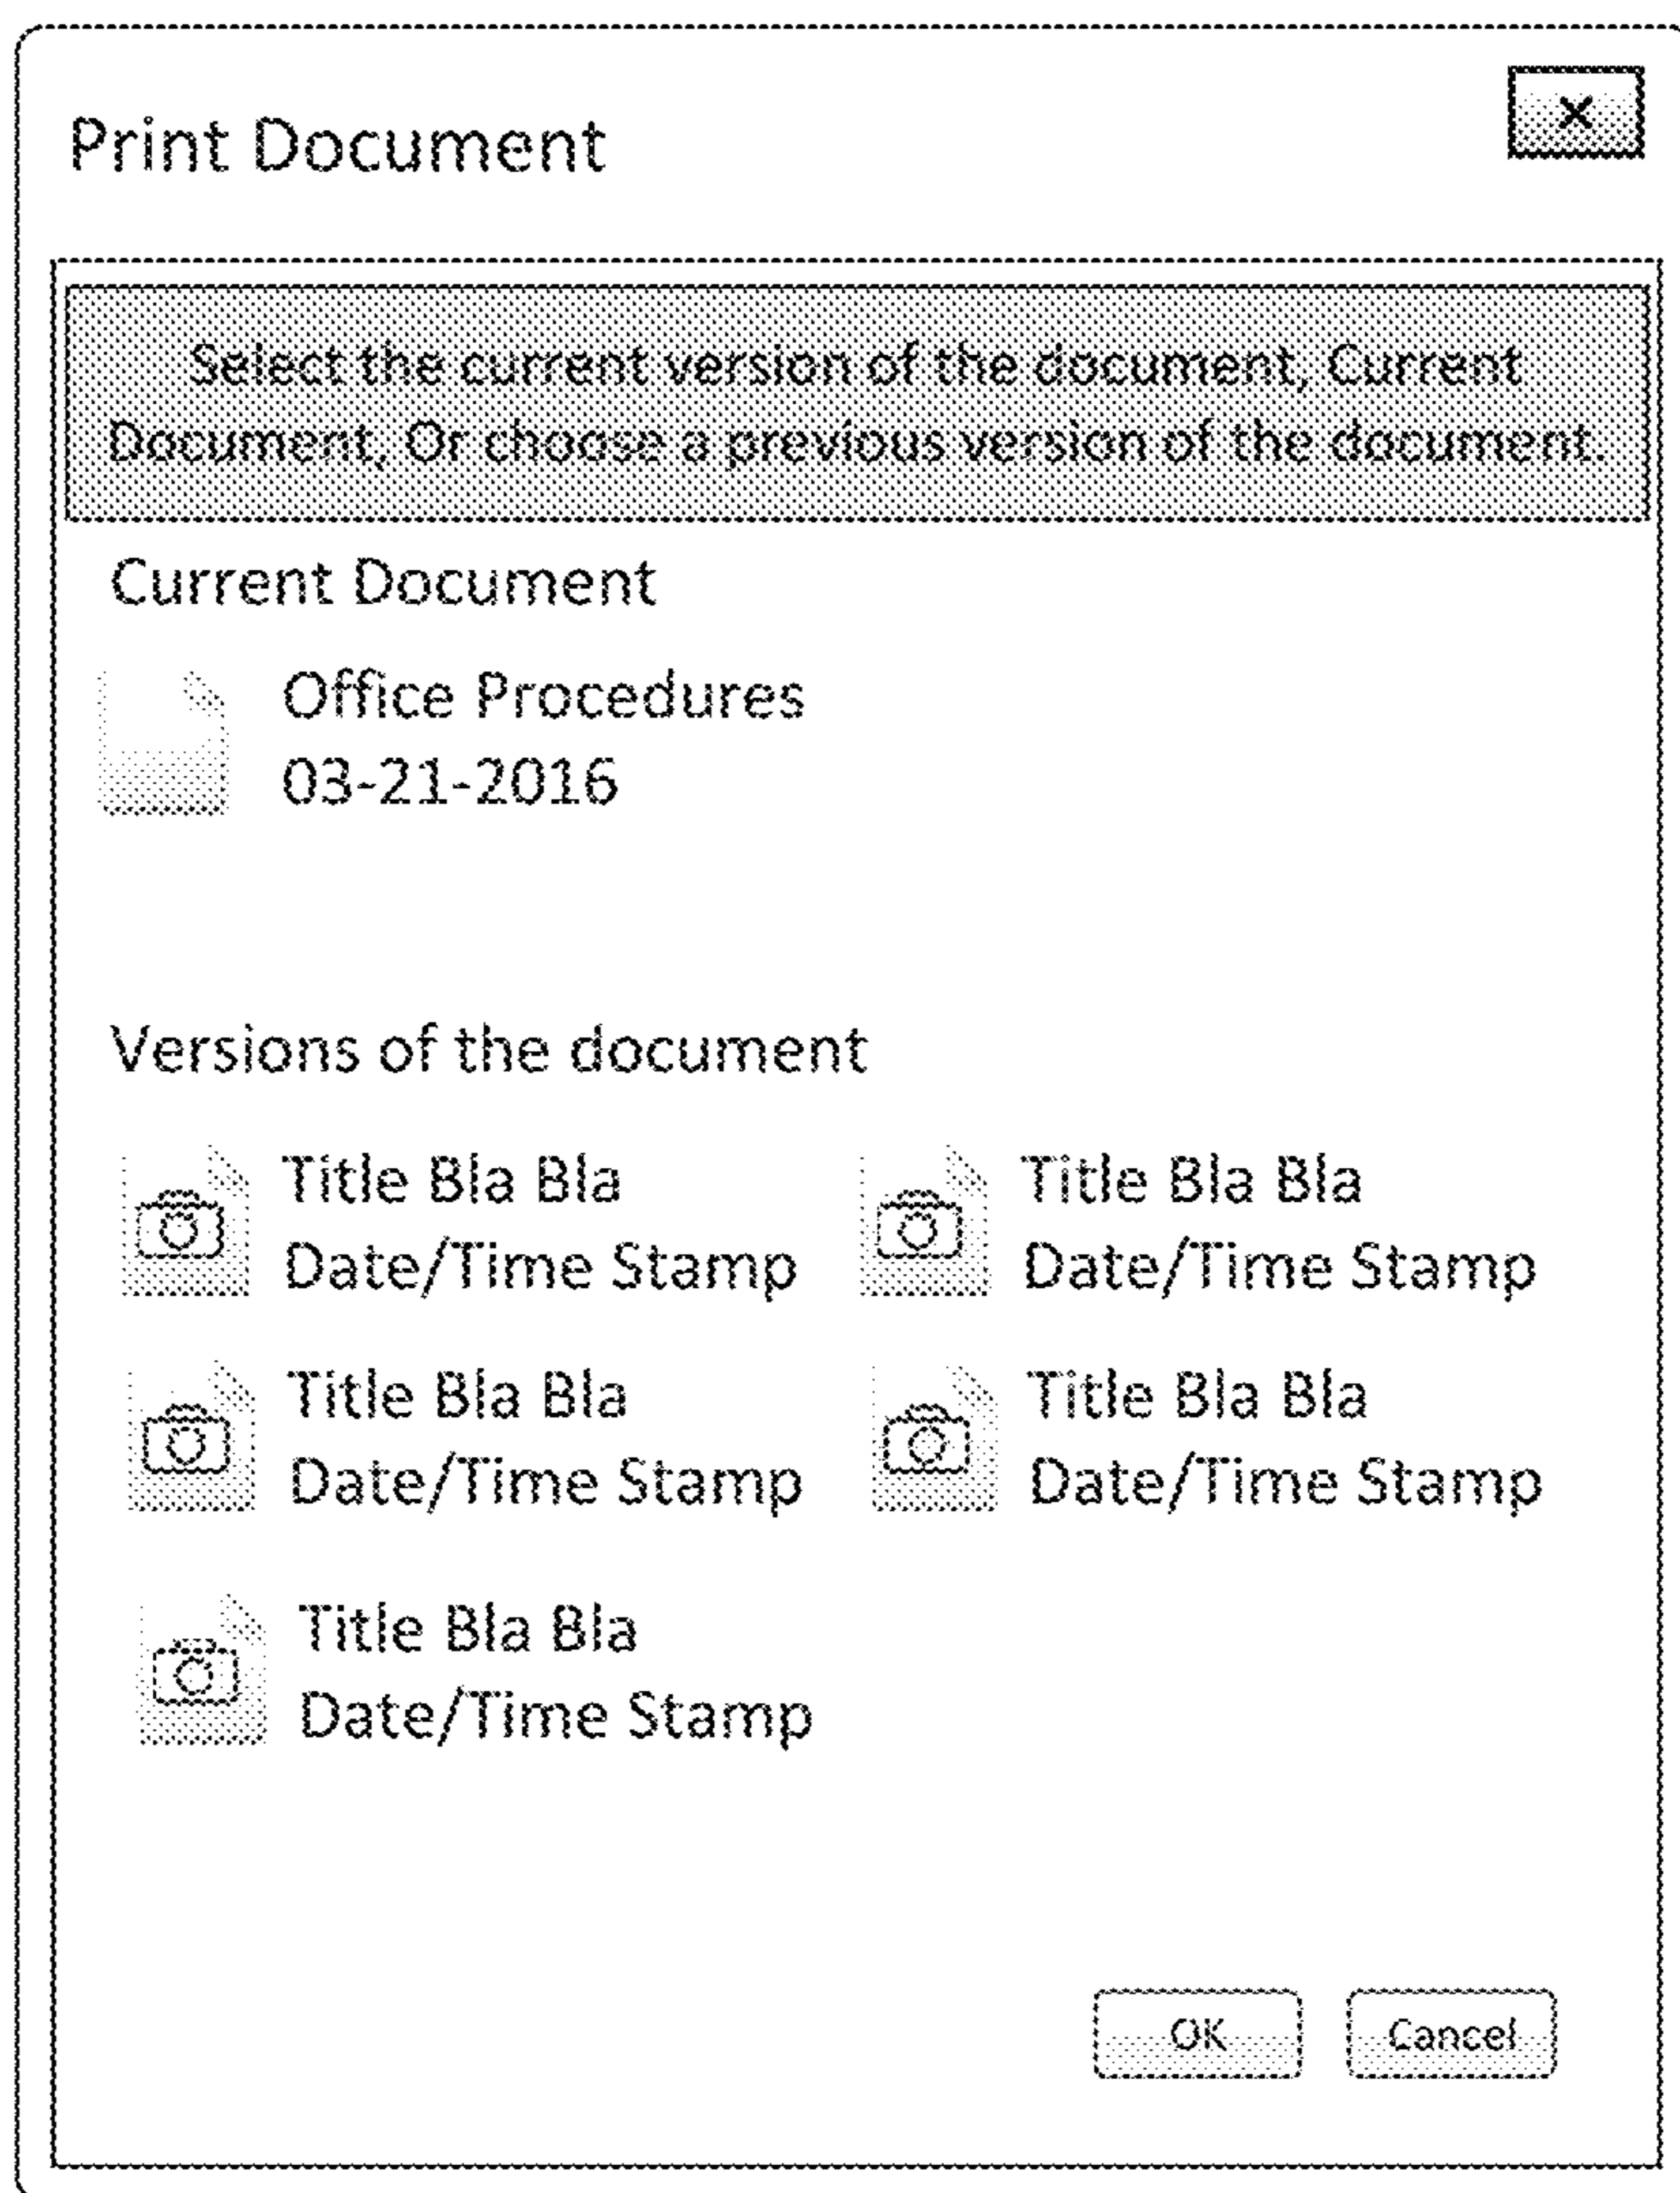 Print Document
x
Select the current version of the document, Current
Document, Or choose a previous version of the document.
Current Document
Office Procedures
03-21-2016
Versions of the document
Title Bla Bla
Date/Time Stamp
Title Bla Bla
Date/Time Stamp
Title Bla Bla
Date/Time Stamp
Title Bla Bla
Date/Time Stamp
Title Bla Bla
Date/Time Stamp
OK
Cancel